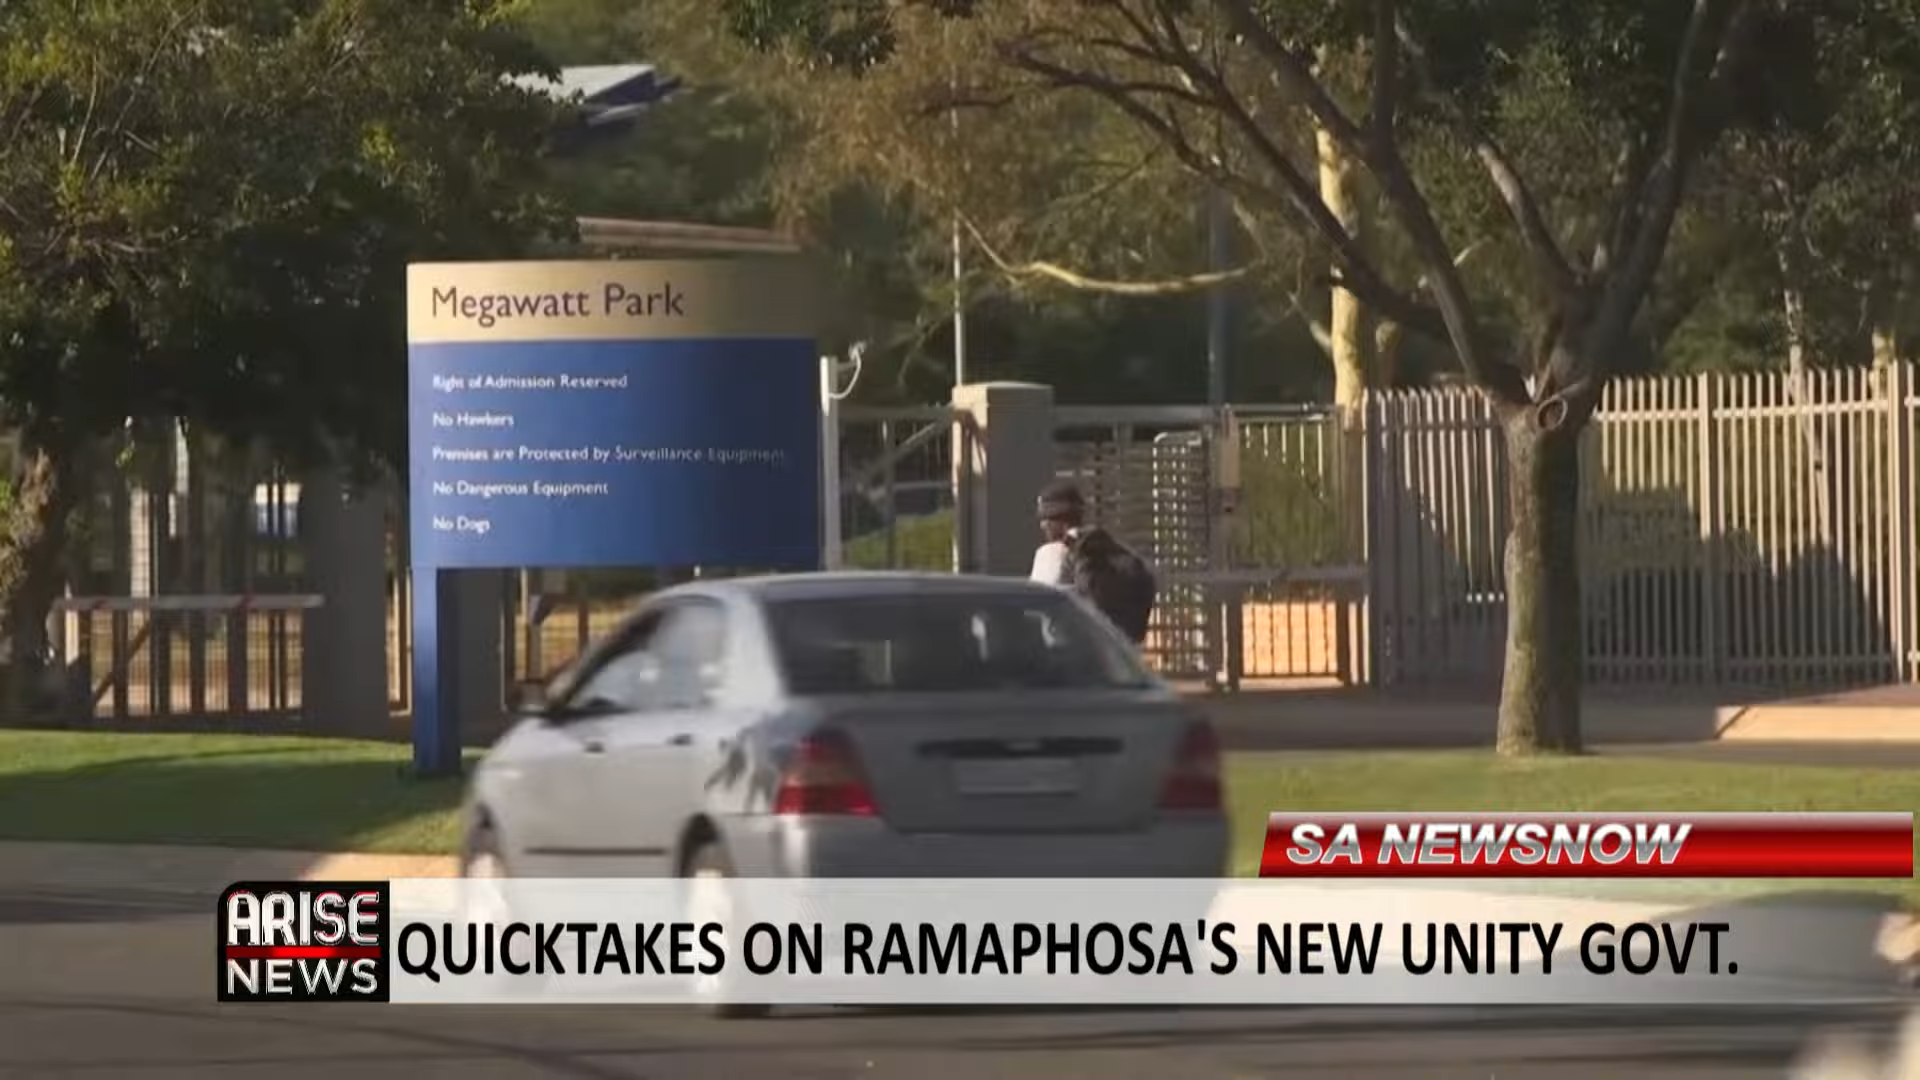 Megawatt Park
Right of Admission Reserved
No Hawkers
Premises are Protected by Surveillance Equipment
No Dangerous Equipment
No Dogs
SA NEWSNOW
ARISE
NEWS
QUICKTAKES ON RAMAPHOSA'S NEW UNITY GOVT.